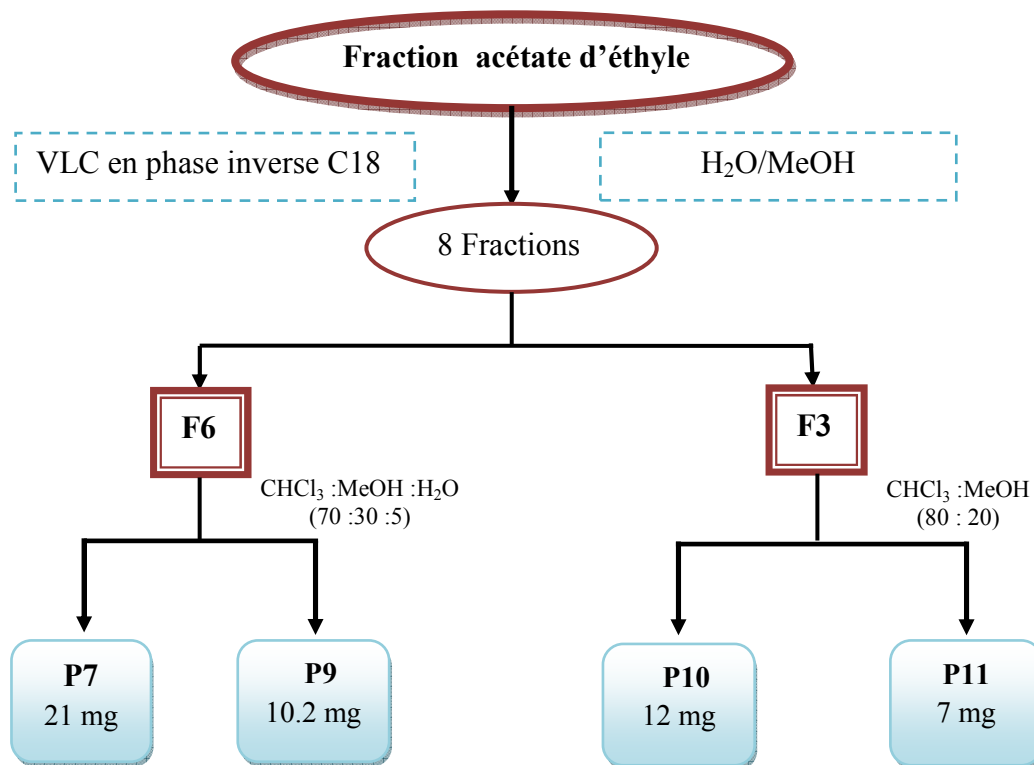 Fraction acétate d'éthyle
VLC en phase inverse C18
H₂O/MeOH
8 Fractions
F6
F3
CHCl₃ :MeOH :H₂O
(70 :30 :5)
CHCl₃ :MeOH
(80 : 20)
P7
21 mg
P9
10.2 mg
P10
12 mg
P11
7 mg